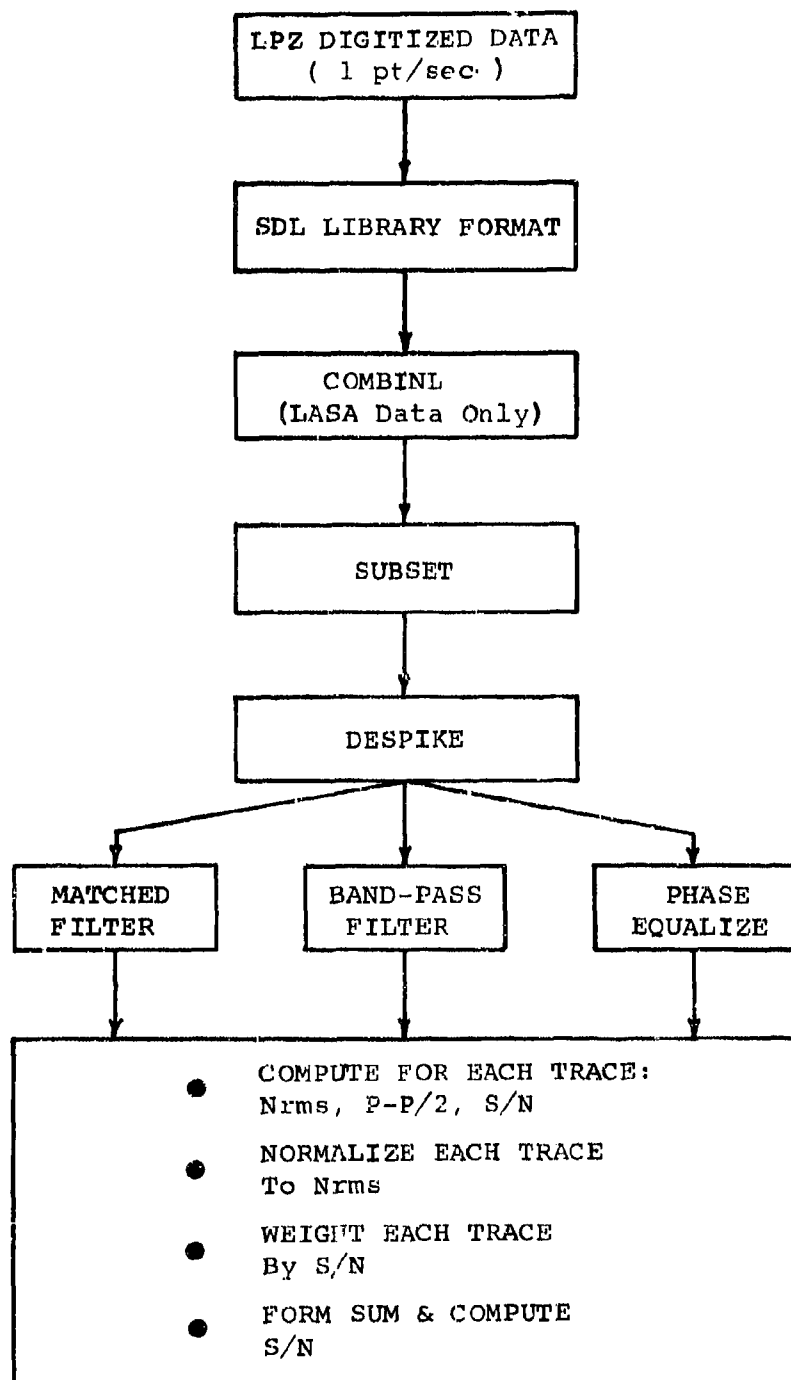 LPZ DIGITIZED DATA
( 1 pt/sec. )
SDL LIBRARY FORMAT
COMBINL
(LASA Data Only)
SUBSET
DESPIKE
MATCHED
FILTER
BAND-PASS
FILTER
PHASE
EQUALIZE
COMPUTE FOR EACH TRACE:
Nrms, P-P/2, S/N
NORMALIZE EACH TRACE
To Nrms
WEIGHT EACH TRACE
By S/N
FORM SUM & COMPUTE
S/N